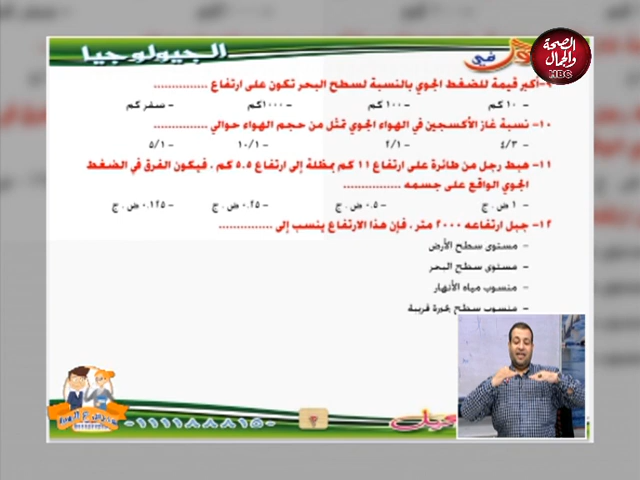 الصحة
والجمال
HBC
في الجيولوجيا
٩-أكبر قيمة للضغط الجوي بالنسبة لسطح البحر تكون على ارتفاع ...............
- ١٠ كم - ١٠٠ كم - ١٠٠٠كم - صفر كم
١٠- نسبة غاز الأكسجين في الهواء الجوي تمثل من حجم الهواء حوالي ...............
٤/٣ ٢/١ ١٠/١ ٥/١
١١- هبط رجل من طائرة على ارتفاع ١١ كم بمظلة إلى ارتفاع ٥.٥ كم . فيكون الفرق في الضغط
الجوي الواقع على جسمه ...............
- ١ ض . ج - ٠.٥ ض . ج - ٠.٢٥ ض . ج - ٠.١٢٥ ض . ج
١٢- جبل ارتفاعه ٢٠٠٠ متر . فإن هذا الارتفاع ينسب إلى ...............
- مستوى سطح الأرض
- مستوى سطح البحر
- منسوب مياه الأنهار
- منسوب سطح بحيرة قريبة
٣